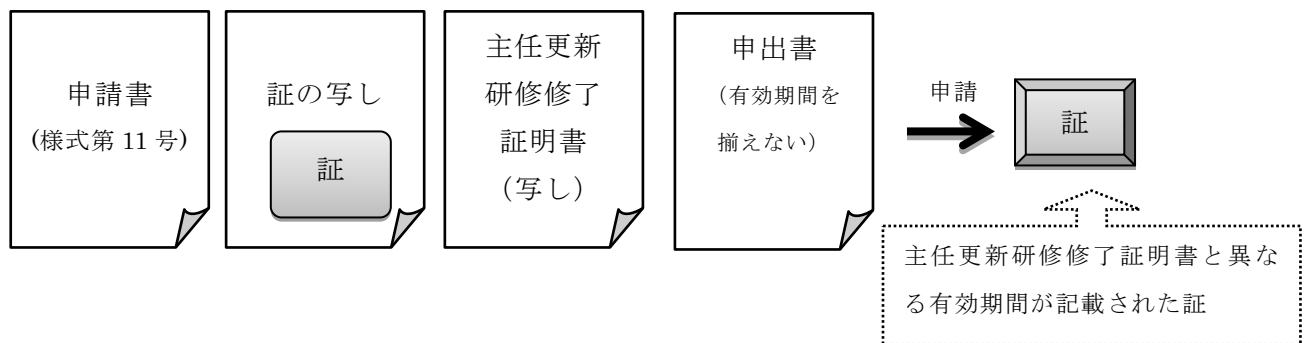 申請書
(様式第 11 号)
証の写し
証
主任更新
研修修了
証明書
（写し）
申出書
（有効期間を
揃えない）
申請
証
主任更新研修修了証明書と異な
る有効期間が記載された証